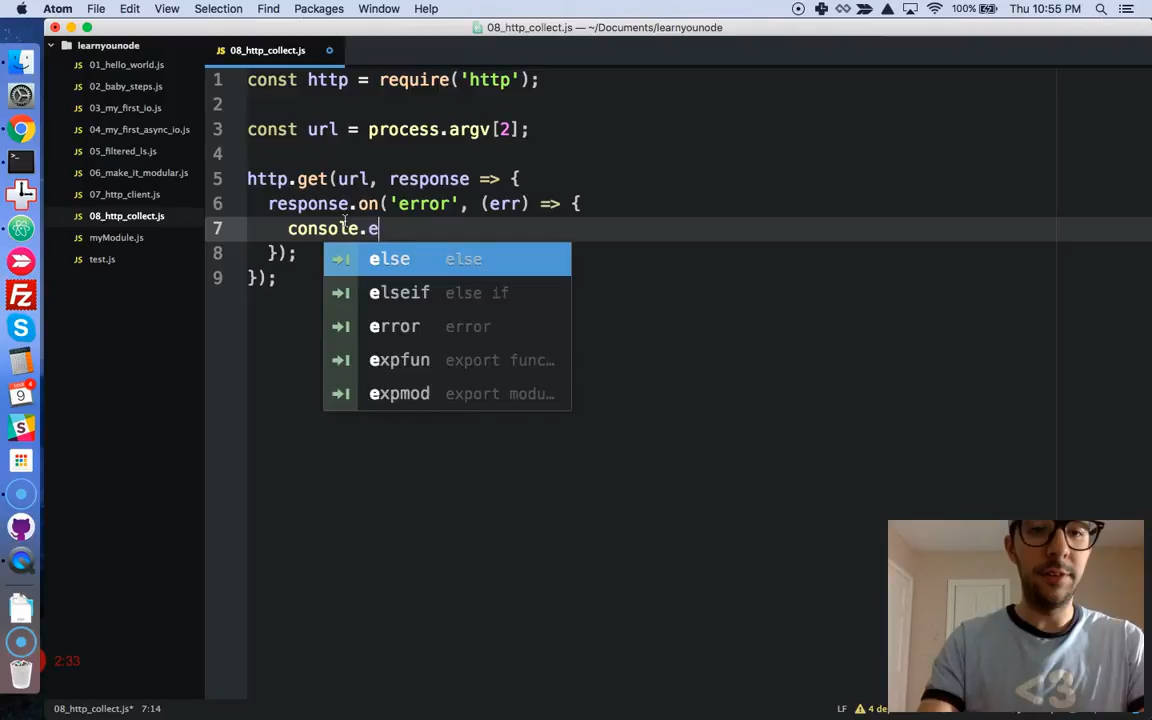 Atom File Edit View Selection Find Packages Window Help 100% Thu 10:55 PM
08_http_collect.js — ~/Documents/learnyounode
learnyounode
01_hello_world.js
02_baby_steps.js
03_my_first_io.js
04_my_first_async_io.js
05_filtered_ls.js
06_make_it_modular.js
07_http_client.js
08_http_collect.js
myModule.js
test.js
08_http_collect.js
1 const http = require('http');
2
3 const url = process.argv[2];
4
5 http.get(url, response => {
6 response.on('error', (err) => {
7 console.e
8 });
9 });
else else
elseif else if
error error
expfun export func…
expmod export modu…
9
<3
2:33
08_http_collect.js* 7:14 LF 4 de